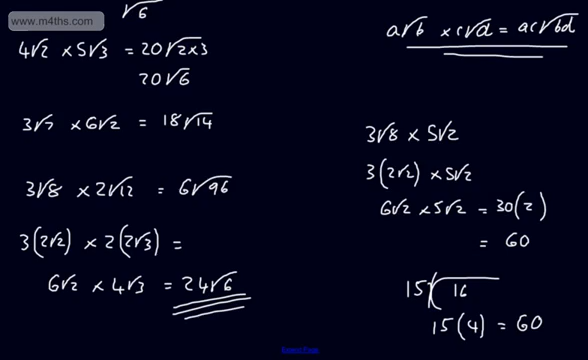 www.m4ths.com
√6
4√2 × 5√3 = 20√2×3
20√6
3√7 × 6√2 = 18√14
3√8 × 2√12 = 6√96
3(2√2) × 2(2√3) =
6√2 × 4√3 = 24√6
a√b × c√d = ac√bd
3√8 × 5√2
3(2√2) × 5√2
6√2 × 5√2 = 30(2)
= 60
15√16
15(4) = 60